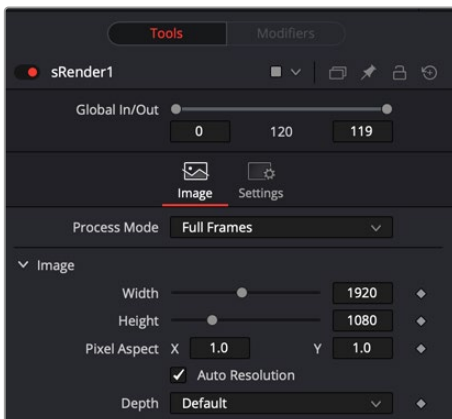 Tools Modifiers
sRender1
Global In/Out
0 120 119
Image Settings
Process Mode Full Frames
Image
Width 1920
Height 1080
Pixel Aspect X 1.0 Y 1.0
Auto Resolution
Depth Default